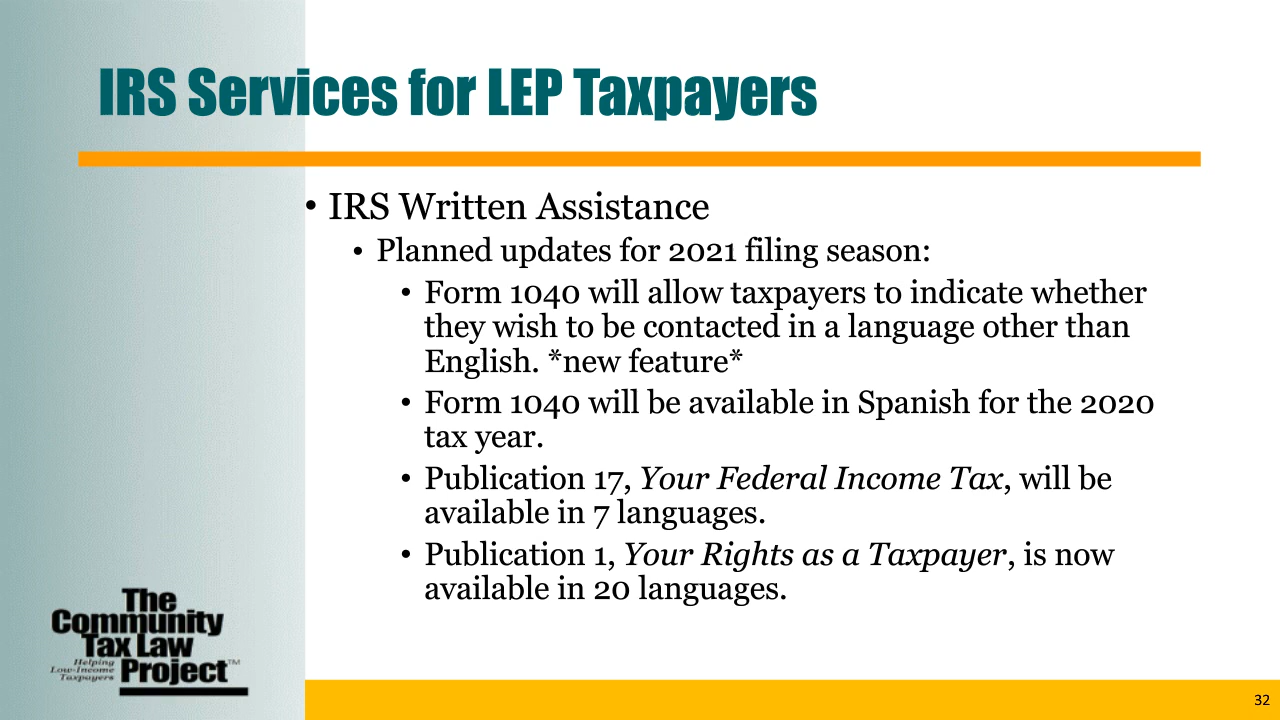 IRS Services for LEP Taxpayers
• IRS Written Assistance
• Planned updates for 2021 filing season:
• Form 1040 will allow taxpayers to indicate whether
they wish to be contacted in a language other than
English. *new feature*
• Form 1040 will be available in Spanish for the 2020
tax year.
• Publication 17, Your Federal Income Tax, will be
available in 7 languages.
• Publication 1, Your Rights as a Taxpayer, is now
available in 20 languages.
The
Community
Tax Law
Helping
Low-Income
Taxpayers
Project™
32